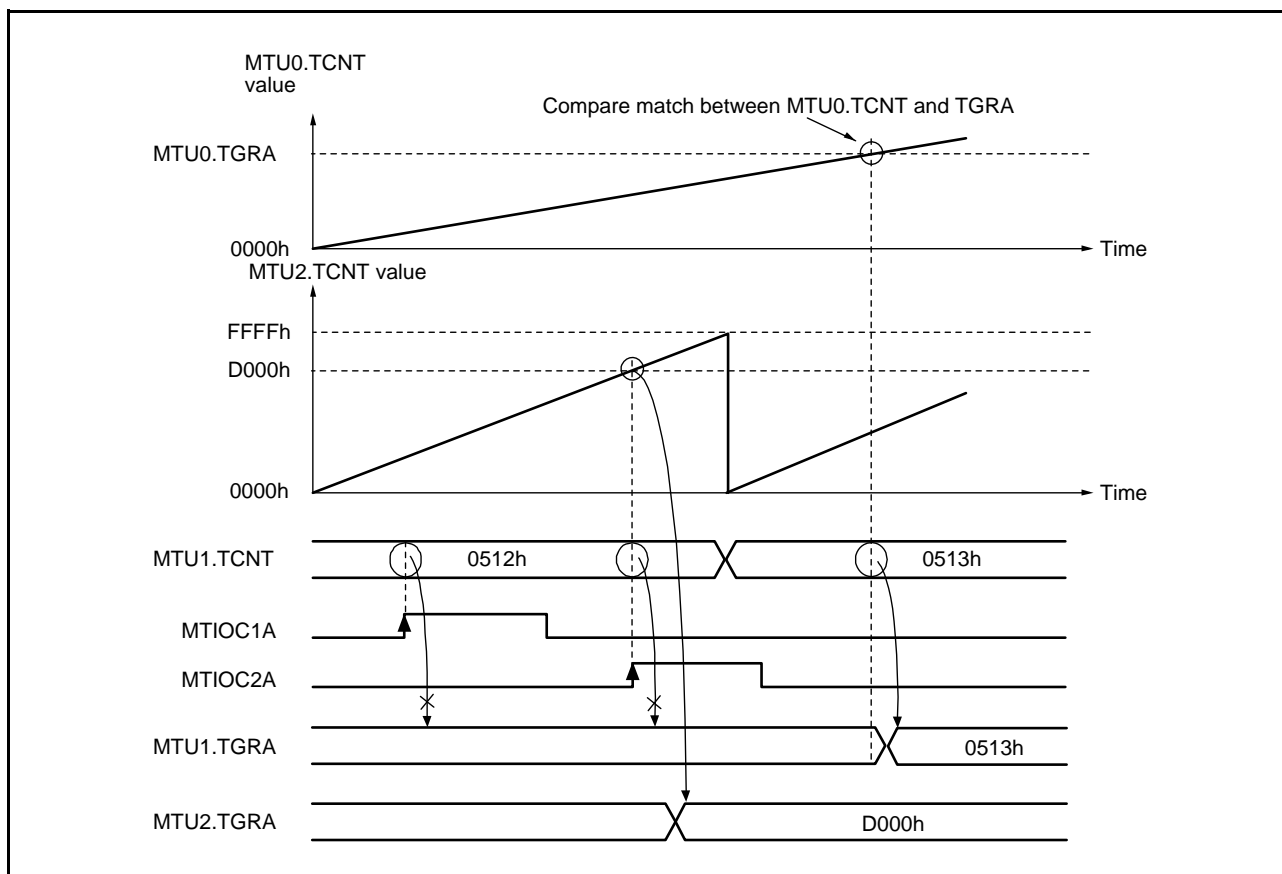 MTU0.TCNT
value
Compare match between MTU0.TCNT and TGRA
MTU0.TGRA
0000h
Time
MTU2.TCNT value
FFFFh
D000h
0000h
Time
MTU1.TCNT
0512h
0513h
MTIOC1A
MTIOC2A
MTU1.TGRA
0513h
MTU2.TGRA
D000h